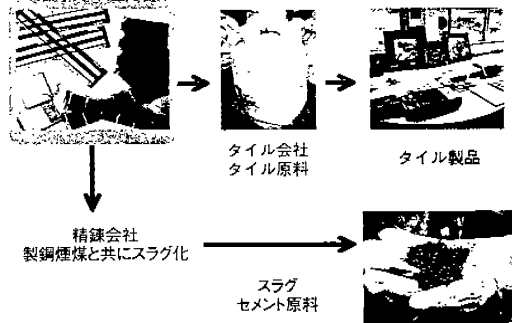 タイル会社
タイル原料
タイル製品
精錬会社
製鋼煙煤と共にスラグ化
スラグ
セメント原料